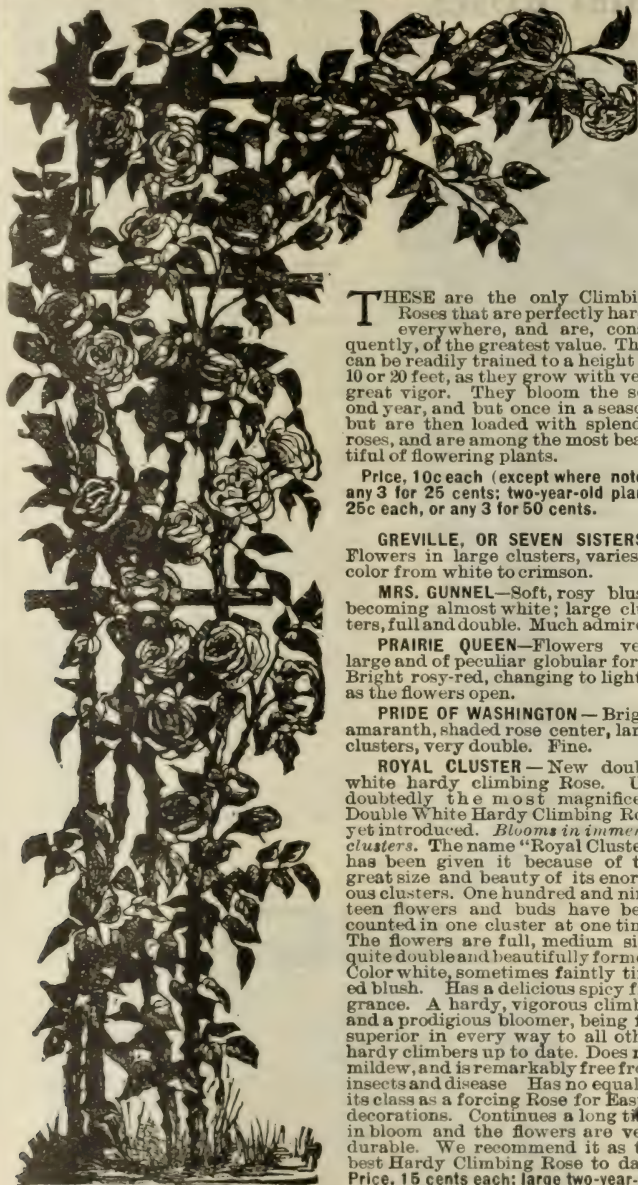 THESE are the only Climbi
Roses that are perfectly har
everywhere, and are, con
quently, of the greatest value. Th
can be readily trained to a height
10 or 20 feet, as they grow with ve
great vigor. They bloom the s
ond year, and but once in a seaso
but are then loaded with splend
roses, and are among the most bea
tiful of flowering plants.
Price, 10c each (except where note
any 3 for 25 cents; two-year-old plan
25c each, or any 3 for 50 cents.
GREVILLE, OR SEVEN SISTERS
Flowers in large clusters, varies
color from white to crimson.
MRS. GUNNEL—Soft, rosy blus
becoming almost white; large clu
ters, full and double. Much admire
PRAIRIE QUEEN—Flowers ve
large and of peculiar globular for
Bright rosy-red, changing to light
as the flowers open.
PRIDE OF WASHINGTON—Brig
amaranth, shaded rose center, lar
clusters, very double. Fine.
ROYAL CLUSTER—New doub
white hardy climbing Rose. U
doubtedly the most magnifice
Double White Hardy Climbing Ro
yet introduced. Blooms in immen
clusters. The name "Royal Cluste
has been given it because of t
great size and beauty of its enor
ous clusters. One hundred and nin
teen flowers and buds have be
counted in one cluster at one tim
The flowers are full, medium si
quite double and beautifully forme
Color white, sometimes faintly ti
ed blush. Has a delicious spicy f
grance. A hardy, vigorous climb
and a prodigious bloomer, being f
superior in every way to all oth
hardy climbers up to date. Does n
mildew, and is remarkably free fro
insects and disease Has no equal
its class as a forcing Rose for East
decorations. Continues a long ti
in bloom and the flowers are ve
durable. We recommend it as t
best Hardy Climbing Rose to da
Price, 15 cents each; large two-year-